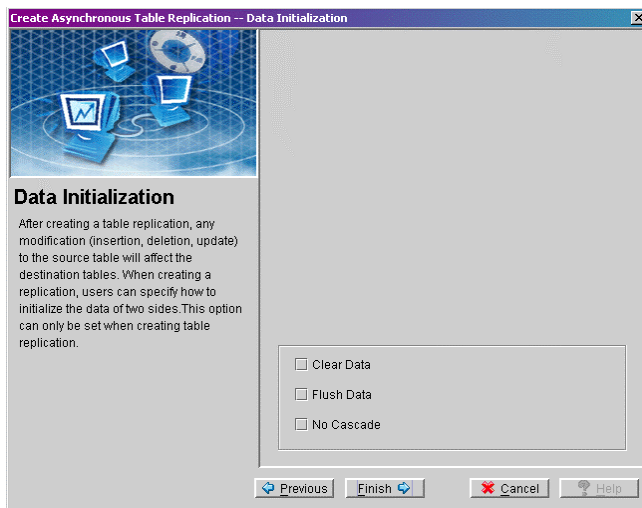 Create Asynchronous Table Replication -- Data Initialization
Data Initialization
After creating a table replication, any
modification (insertion, deletion, update)
to the source table will affect the
destination tables. When creating a
replication, users can specify how to
initialize the data of two sides.This option
can only be set when creating table
replication.
Clear Data
Flush Data
No Cascade
Previous
Finish
Cancel
Help